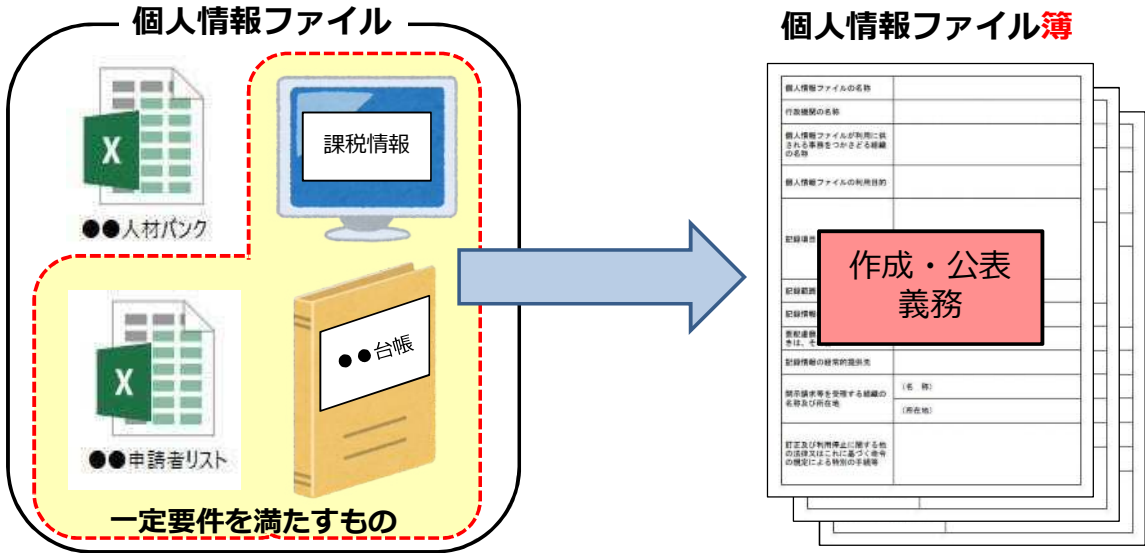 個人情報ファイル
課税情報
●●人材バンク
●●台帳
●●申請者リスト
一定要件を満たすもの
個人情報ファイル簿
個人情報ファイルの名称
行政機関の名称
個人情報ファイルが利用に供
される事務をつかさどる組織
の名称
個人情報ファイルの利用目的
記録項目
作成・公表
義務
記録範囲
記録情報
要配慮個
きは、そ
記録情報の経常的提供先
開示請求等を受理する組織の
名称及び所在地
（名　称）
（所在地）
訂正及び利用停止に関する他
の法律又はこれに基づく命令
の規定による特別の手続等